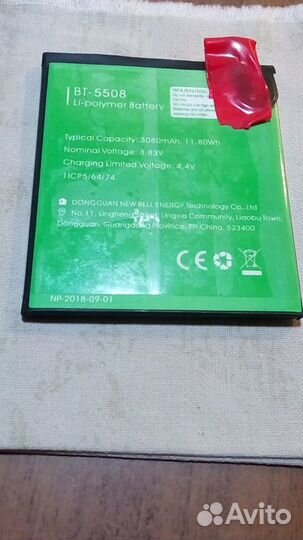 BT-5508
Li-polymer Battery
Typical Capacity: 3080mAh, 11.80Wh
Nominal Voltage: 3.83V
Charging Limited Voltage: 4.4V
1ICP5/64/74
DONGGUAN NEW BELL ENERGY Technology Co., Ltd
No.11, Lingheng Street, Lingxia Community, Liaobu Town,
Dongguan, Guangdong Province, PR.China, 523400
CE
NP-2018-09-01
Avito